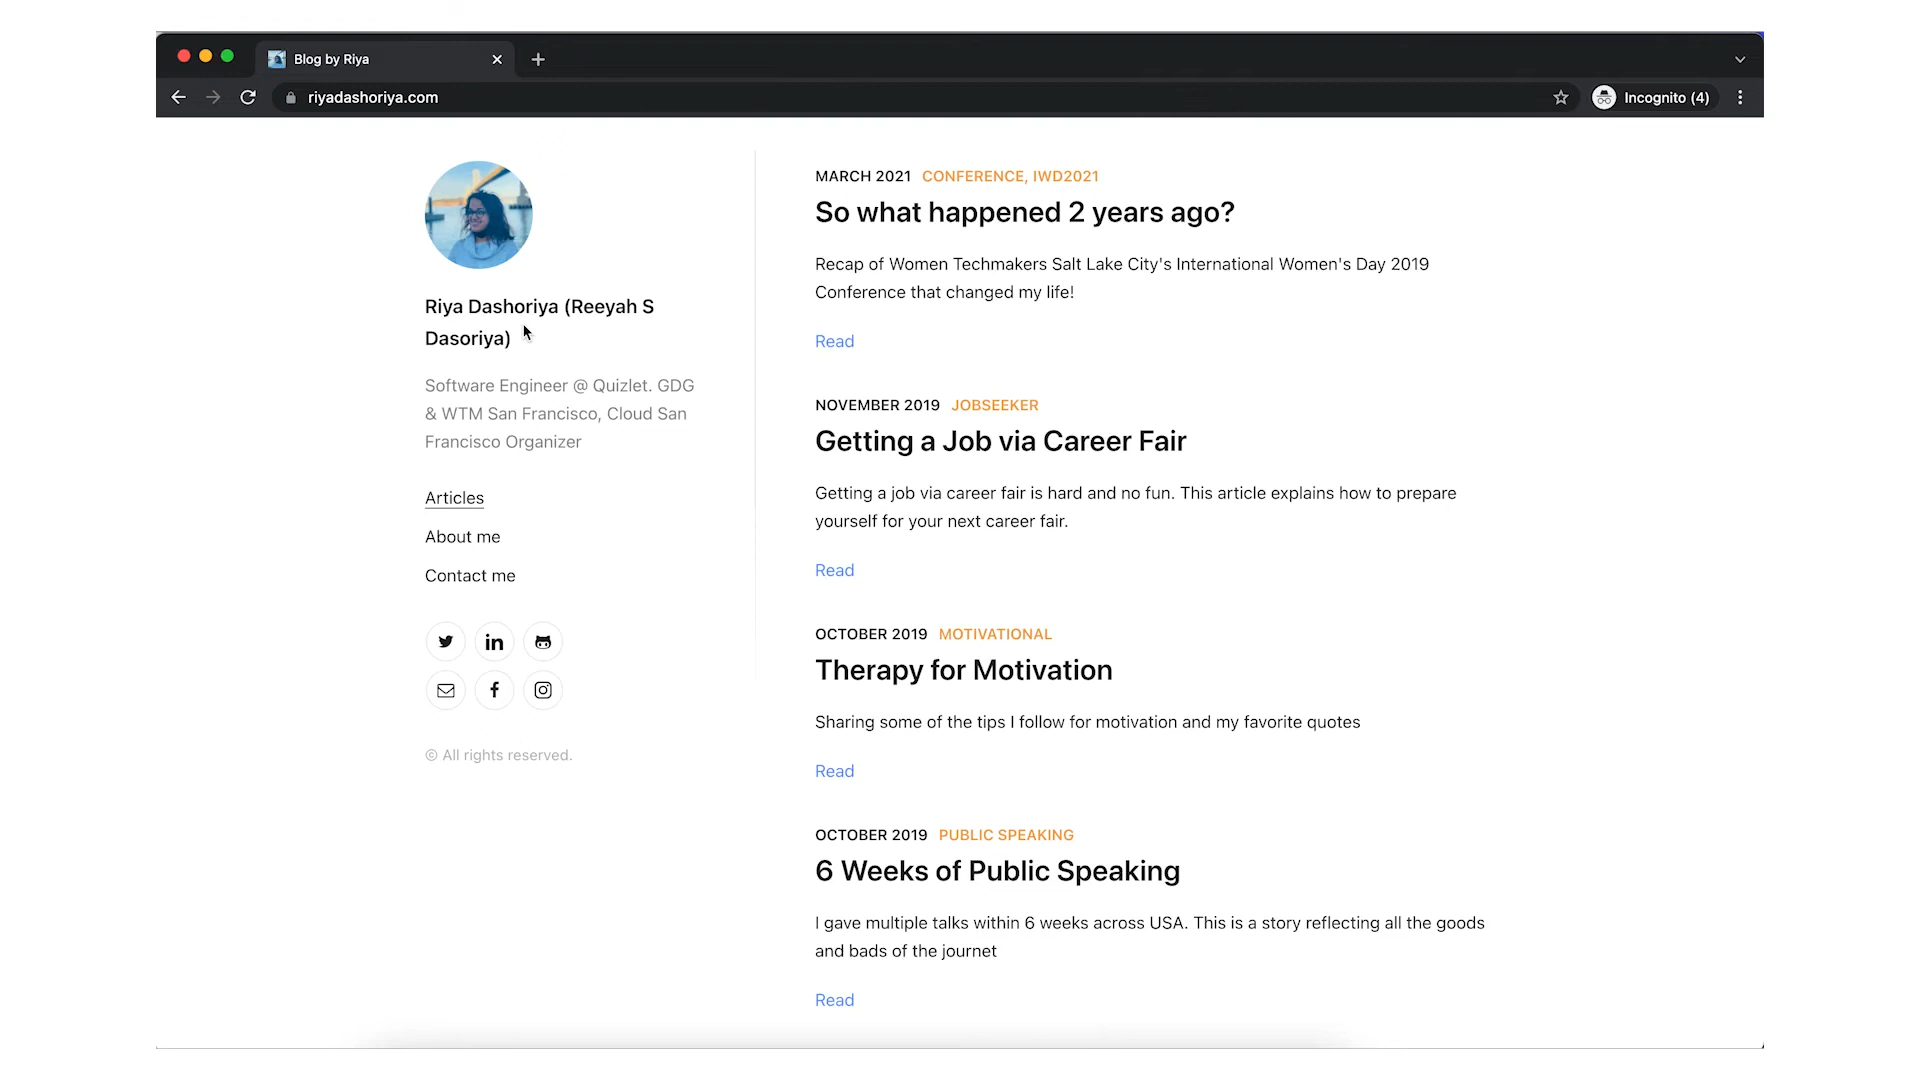 Blog by Riya
riyadashoriya.com
Incognito (4)
Riya Dashoriya (Reeyah S
Dasoriya)
Software Engineer @ Quizlet. GDG
& WTM San Francisco, Cloud San
Francisco Organizer
Articles
About me
Contact me
© All rights reserved.
MARCH 2021 CONFERENCE, IWD2021
So what happened 2 years ago?
Recap of Women Techmakers Salt Lake City's International Women's Day 2019
Conference that changed my life!
Read
NOVEMBER 2019 JOBSEEKER
Getting a Job via Career Fair
Getting a job via career fair is hard and no fun. This article explains how to prepare
yourself for your next career fair.
Read
OCTOBER 2019 MOTIVATIONAL
Therapy for Motivation
Sharing some of the tips I follow for motivation and my favorite quotes
Read
OCTOBER 2019 PUBLIC SPEAKING
6 Weeks of Public Speaking
I gave multiple talks within 6 weeks across USA. This is a story reflecting all the goods
and bads of the journet
Read